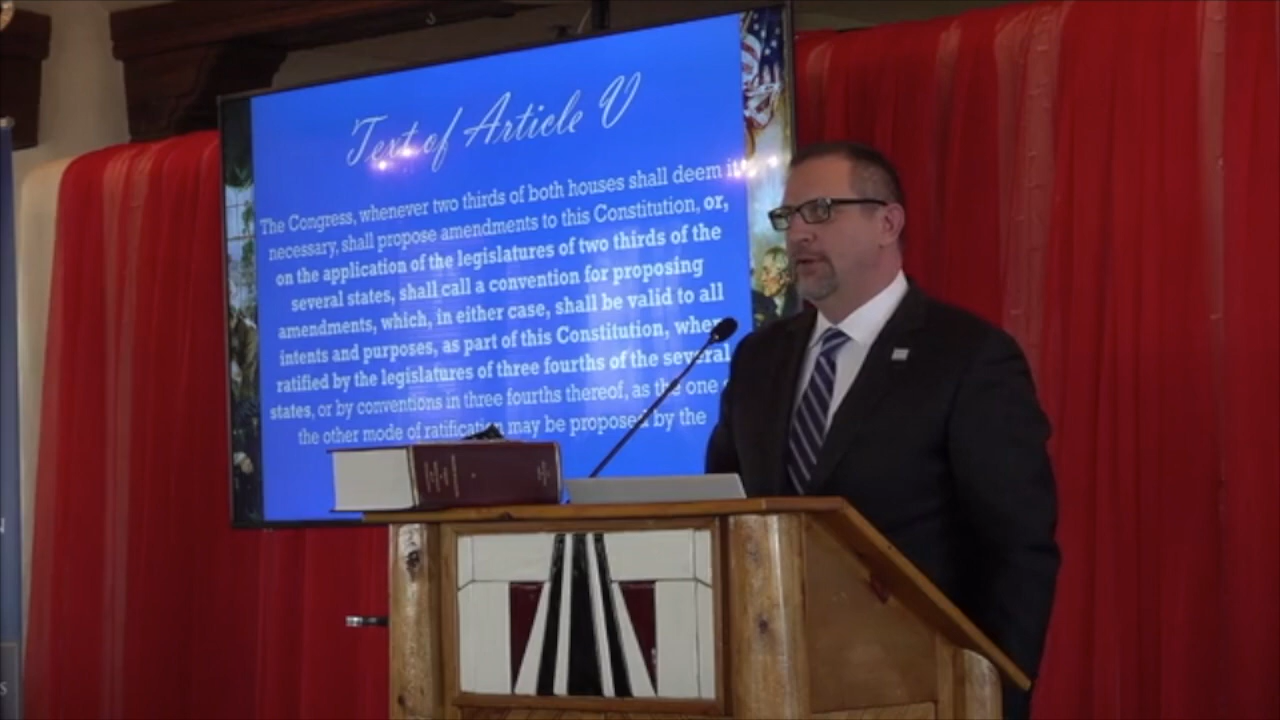 Text of Article V
The Congress, whenever two thirds of both houses shall deem it
necessary, shall propose amendments to this Constitution, or,
on the application of the legislatures of two thirds of the
several states, shall call a convention for proposing
amendments, which, in either case, shall be valid to all
intents and purposes, as part of this Constitution, when
ratified by the legislatures of three fourths of the several
states, or by conventions in three fourths thereof, as the one
the other mode of ratification may be proposed by the
N
S